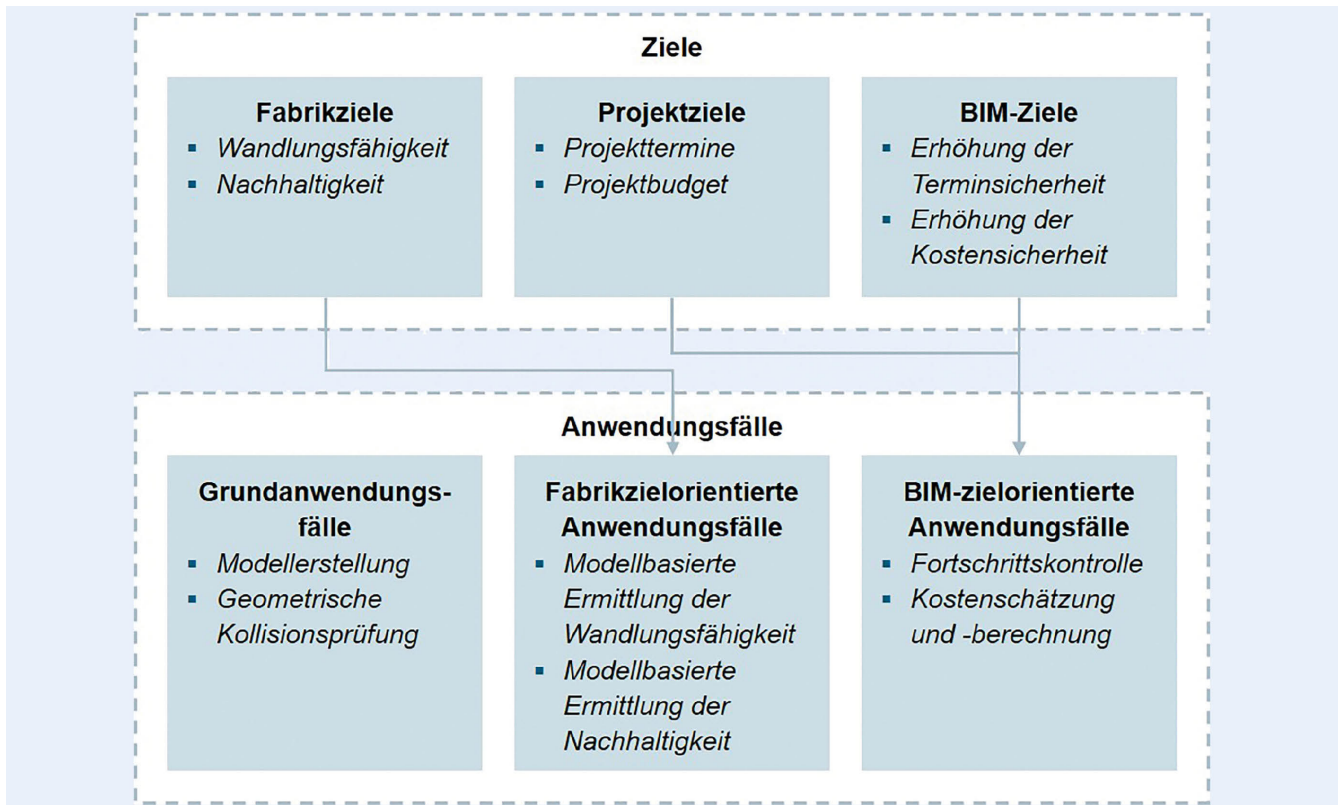 Ziele
Fabrikziele
▪ Wandlungsfähigkeit
▪ Nachhaltigkeit
Projektziele
▪ Projekttermine
▪ Projektbudget
BIM-Ziele
▪ Erhöhung der
Terminsicherheit
▪ Erhöhung der
Kostensicherheit
Anwendungsfälle
Grundanwendungs-
fälle
▪ Modellerstellung
▪ Geometrische
Kollisionsprüfung
Fabrikzielorientierte
Anwendungsfälle
▪ Modellbasierte
Ermittlung der
Wandlungsfähigkeit
▪ Modellbasierte
Ermittlung der
Nachhaltigkeit
BIM-zielorientierte
Anwendungsfälle
▪ Fortschrittskontrolle
▪ Kostenschätzung
und -berechnung